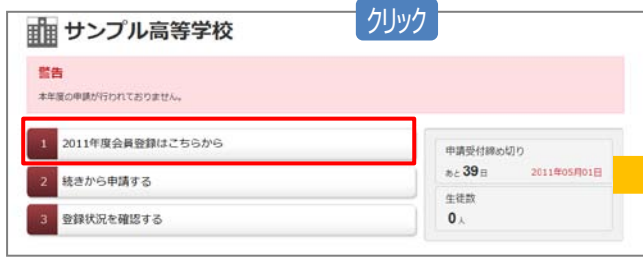 クリック
サンプル高等学校
警告
本年度の申請が行われておりません。
1 2011年度会員登録はこちらから
2 続きから申請する
3 登録状況を確認する
申請受付締め切り
あと 39 日 2011年05月01日
生徒数
0 人